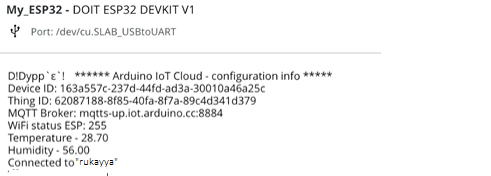 My_ESP32 - DOIT ESP32 DEVKIT V1
Port: /dev/cu.SLAB_USBtoUART
D!Dypp`ε`! ****** Arduino IoT Cloud - configuration info *****
Device ID: 163a557c-237d-44fd-ad3a-30010a46a25c
Thing ID: 62087188-8f85-40fa-8f7a-89c4d341d379
MQTT Broker: mqtts-up.iot.arduino.cc:8884
WiFi status ESP: 255
Temperature - 28.70
Humidity - 56.00
Connected to"rukayya"